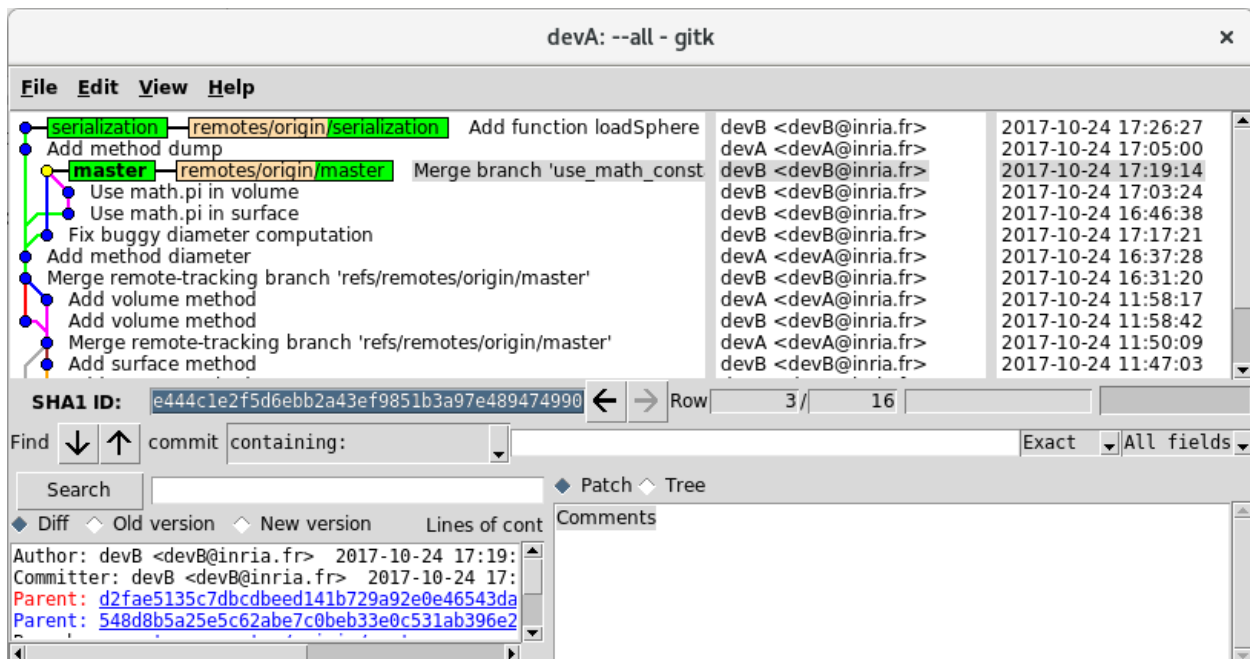 devA: --all - gitk ×
File Edit View Help
serialization remotes/origin/serialization Add function loadSphere devB <devB@inria.fr> 2017-10-24 17:26:27
Add method dump devA <devA@inria.fr> 2017-10-24 17:05:00
master remotes/origin/master Merge branch 'use_math_const devB <devB@inria.fr> 2017-10-24 17:19:14
Use math.pi in volume devB <devB@inria.fr> 2017-10-24 17:03:24
Use math.pi in surface devB <devB@inria.fr> 2017-10-24 16:46:38
Fix buggy diameter computation devB <devB@inria.fr> 2017-10-24 17:17:21
Add method diameter devA <devA@inria.fr> 2017-10-24 16:37:28
Merge remote-tracking branch 'refs/remotes/origin/master' devB <devB@inria.fr> 2017-10-24 16:31:20
Add volume method devA <devA@inria.fr> 2017-10-24 11:58:17
Add volume method devB <devB@inria.fr> 2017-10-24 11:58:42
Merge remote-tracking branch 'refs/remotes/origin/master' devA <devA@inria.fr> 2017-10-24 11:50:09
Add surface method devB <devB@inria.fr> 2017-10-24 11:47:03
SHA1 ID: e444c1e2f5d6ebb2a43ef9851b3a97e489474990 ← → Row 3/ 16
Find ↓ ↑ commit containing: Exact All fields
Search Patch Tree
Diff Old version New version Lines of cont Comments
Author: devB <devB@inria.fr> 2017-10-24 17:19:
Committer: devB <devB@inria.fr> 2017-10-24 17:
Parent: d2fae5135c7dbcdbeed141b729a92e0e46543da
Parent: 548d8b5a25e5c62abe7c0beb33e0c531ab396e2